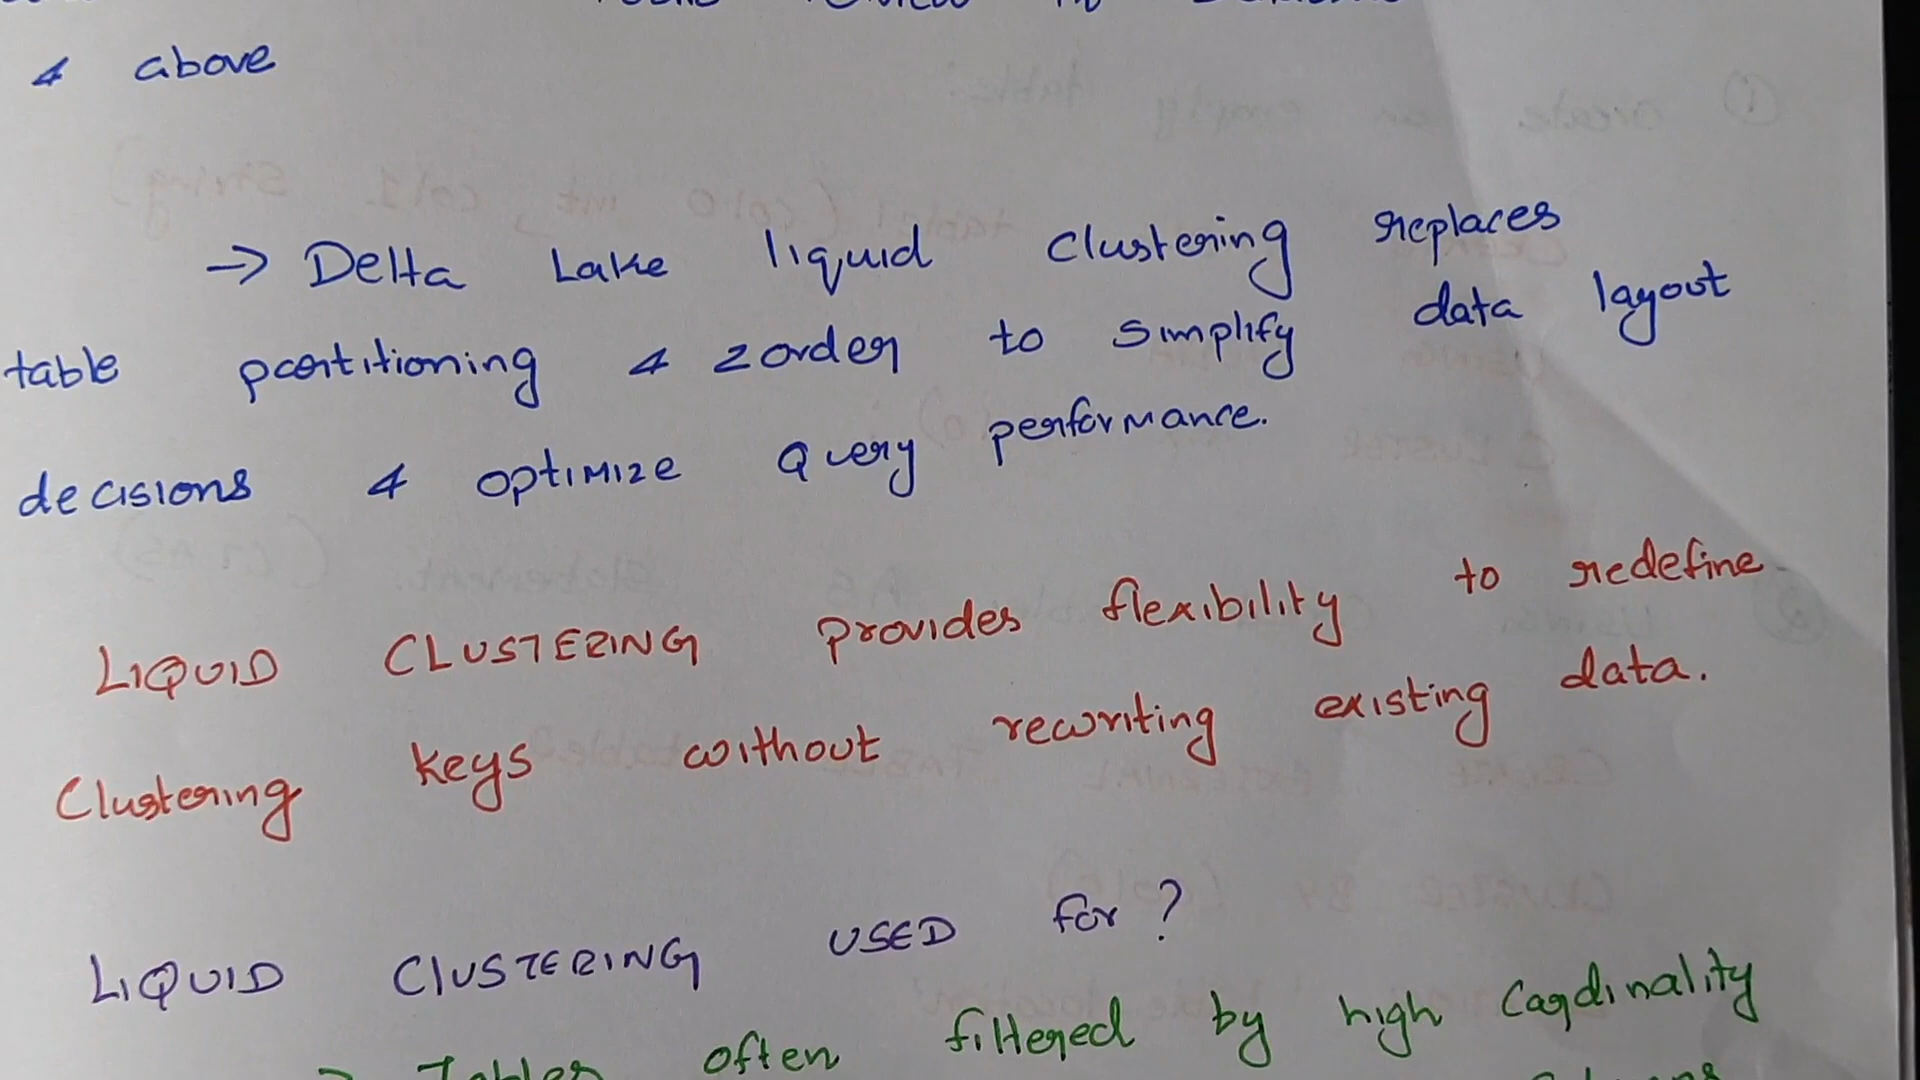 & above
→ Delta Lake liquid Clustering replaces
table partitioning & zorder to simplify data layout
decisions & optimize Query performance.
LIQUID CLUSTERING provides flexibility to redefine
Clustering keys without rewriting existing data.
LIQUID ClUSTERING USED for?
→ Tables often filtered by high Cardinality